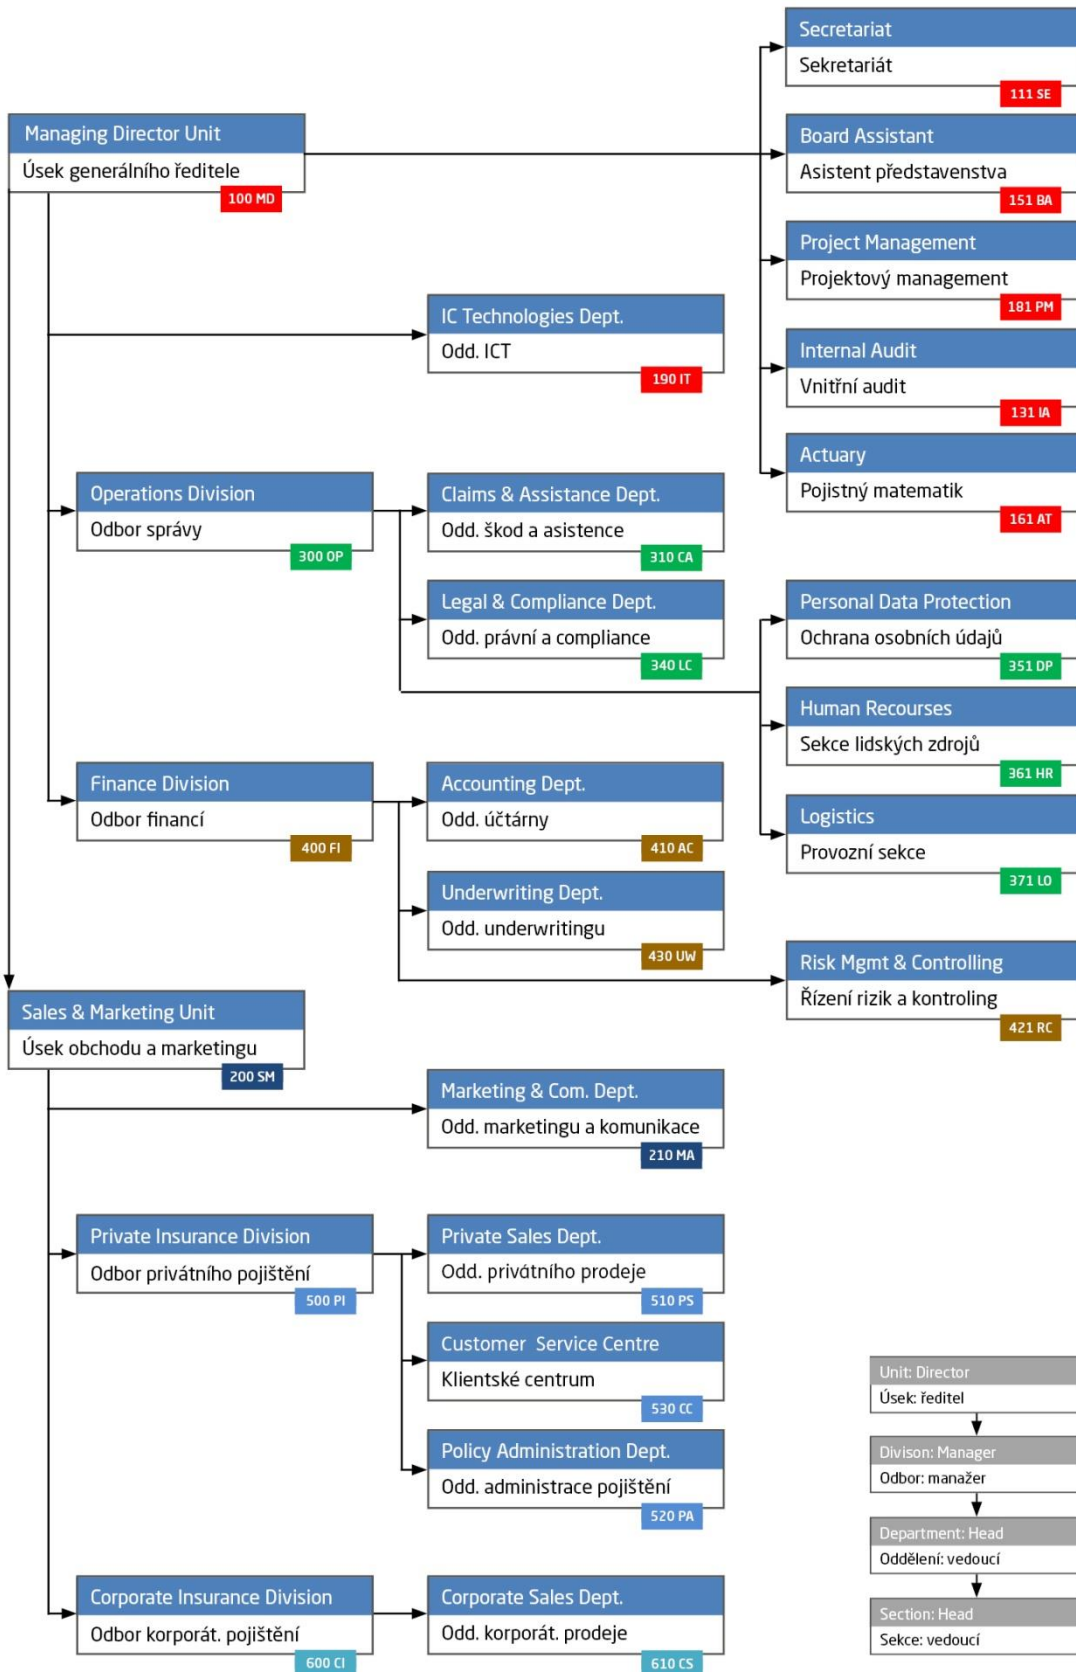 Secretariat
Sekretariát
111 SE
Managing Director Unit
Úsek generálního ředitele
100 MD
Board Assistant
Asistent představenstva
151 BA
Project Management
Projektový management
181 PM
IC Technologies Dept.
Odd. ICT
190 IT
Internal Audit
Vnitřní audit
131 IA
Actuary
Pojistný matematik
161 AT
Operations Division
Odbor správy
300 OP
Claims & Assistance Dept.
Odd. škod a asistence
310 CA
Legal & Compliance Dept.
Odd. právní a compliance
340 LC
Personal Data Protection
Ochrana osobních údajů
351 DP
Human Recourses
Sekce lidských zdrojů
361 HR
Finance Division
Odbor financí
400 FI
Accounting Dept.
Odd. účtárny
410 AC
Logistics
Provozní sekce
371 LO
Underwriting Dept.
Odd. underwritingu
430 UW
Risk Mgmt & Controlling
Řízení rizik a kontroling
421 RC
Sales & Marketing Unit
Úsek obchodu a marketingu
200 SM
Marketing & Com. Dept.
Odd. marketingu a komunikace
210 MA
Private Insurance Division
Odbor privátního pojištění
500 PI
Private Sales Dept.
Odd. privátního prodeje
510 PS
Customer Service Centre
Klientské centrum
530 CC
Policy Administration Dept.
Odd. administrace pojištění
520 PA
Corporate Insurance Division
Odbor korporát. pojištění
600 CI
Corporate Sales Dept.
Odd. korporát. prodeje
610 CS
Unit: Director
Úsek: ředitel
Divison: Manager
Odbor: manažer
Department: Head
Oddělení: vedoucí
Section: Head
Sekce: vedoucí